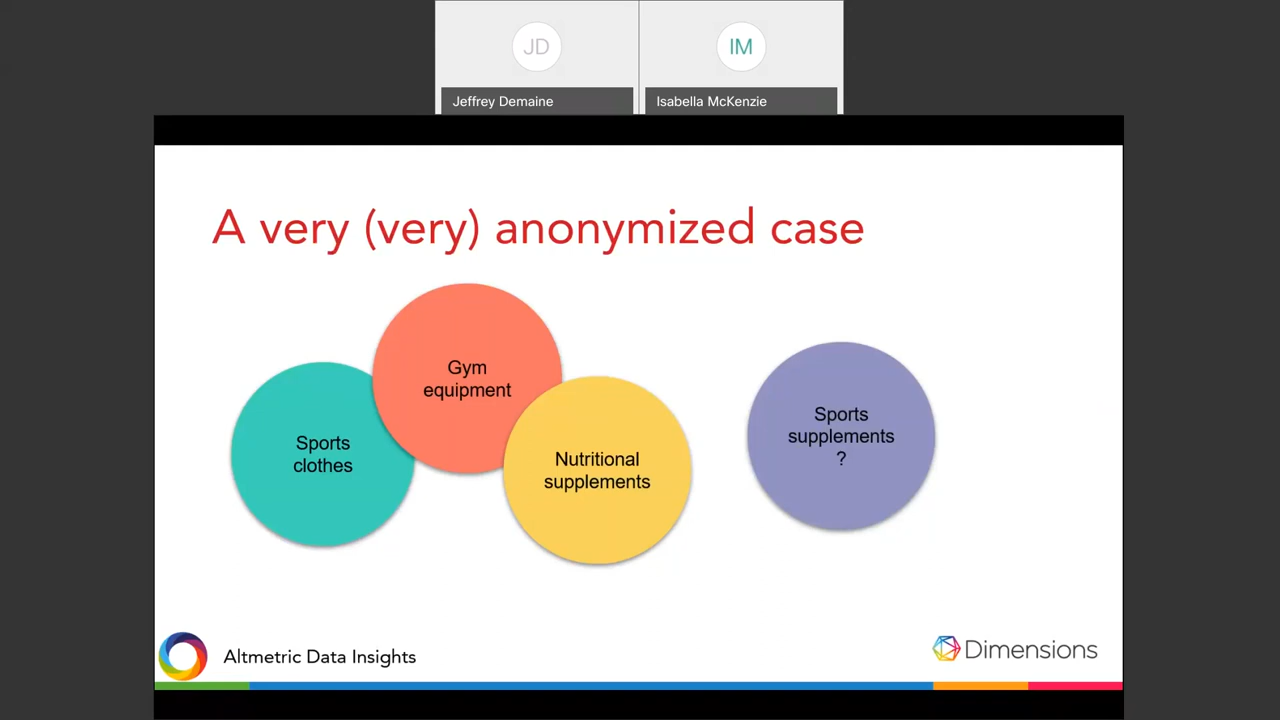 JD
IM
Jeffrey Demaine
Isabella McKenzie
A very (very) anonymized case
Gym
equipment
Sports
clothes
Nutritional
supplements
Sports
supplements
?
Altmetric Data Insights
Dimensions